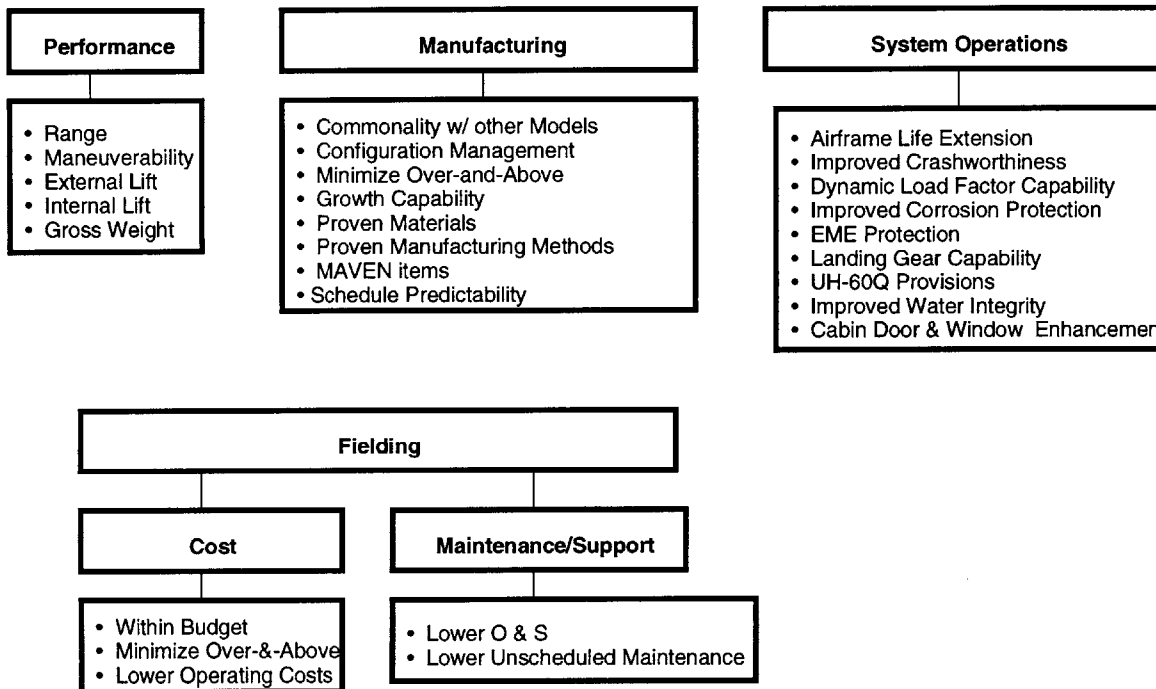 Performance
• Range
• Maneuverability
• External Lift
• Internal Lift
• Gross Weight
Manufacturing
• Commonality w/ other Models
• Configuration Management
• Minimize Over-and-Above
• Growth Capability
• Proven Materials
• Proven Manufacturing Methods
• MAVEN items
• Schedule Predictability
System Operations
• Airframe Life Extension
• Improved Crashworthiness
• Dynamic Load Factor Capability
• Improved Corrosion Protection
• EME Protection
• Landing Gear Capability
• UH-60Q Provisions
• Improved Water Integrity
• Cabin Door & Window Enhancemen
Fielding
Cost
• Within Budget
• Minimize Over-&-Above
• Lower Operating Costs
Maintenance/Support
• Lower O & S
• Lower Unscheduled Maintenance